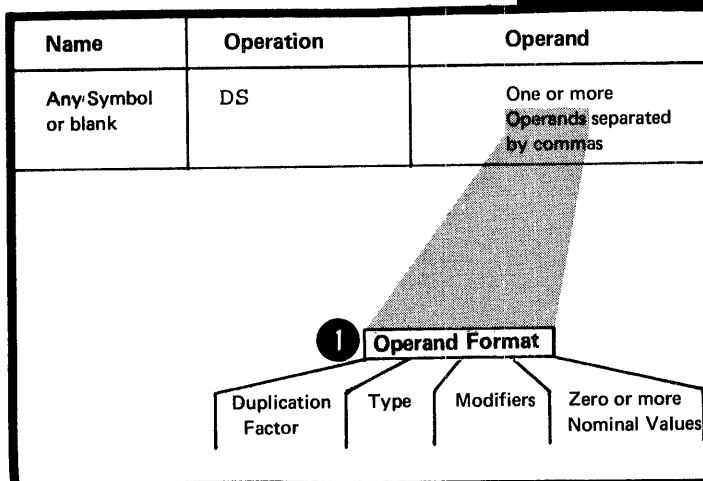 Name Operation Operand
Any Symbol
or blank
DS
One or more
Operands separated
by commas
1 Operand Format
Duplication
Factor
Type
Modifiers
Zero or more
Nominal Values